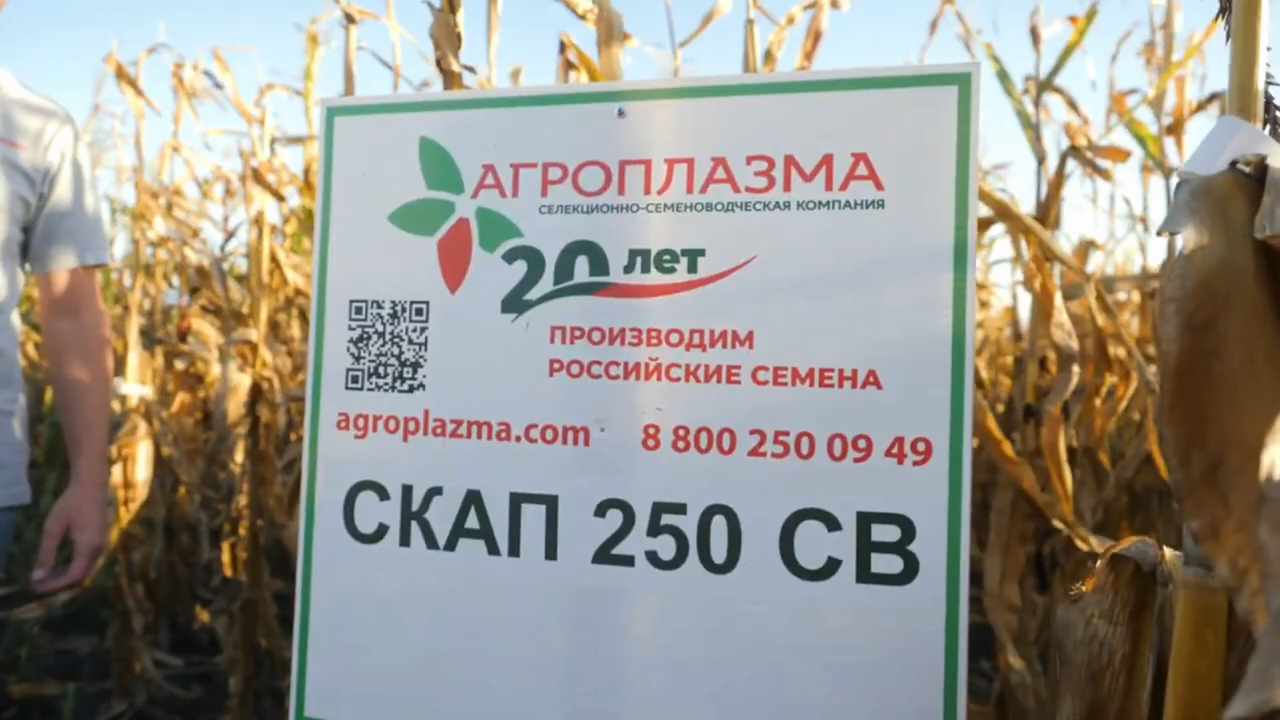 АГРОПЛАЗМА
СЕЛЕКЦИОННО-СЕМЕНОВОДЧЕСКАЯ КОМПАНИЯ
20 лет
ПРОИЗВОДИМ
РОССИЙСКИЕ СЕМЕНА
agroplazma.com 8 800 250 09 49
СКАП 250 СВ